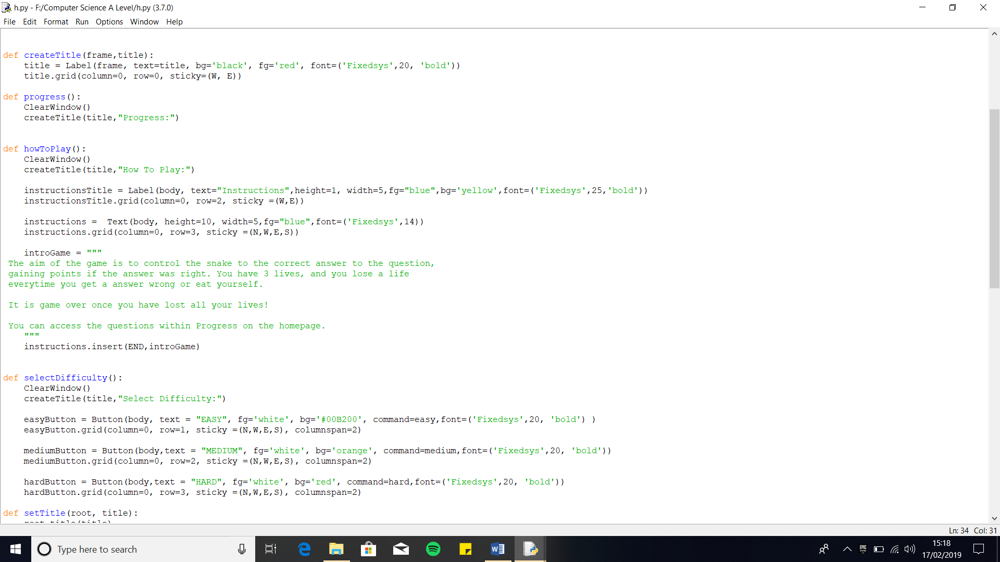 h.py - F:/Computer Science A Level/h.py (3.7.0)
File Edit Format Run Options Window Help
def createTitle(frame,title):
    title = Label(frame, text=title, bg='black', fg='red', font=('Fixedsys',20, 'bold'))
    title.grid(column=0, row=0, sticky=(W, E))
def progress():
    ClearWindow()
    createTitle(title,"Progress:")
def howToPlay():
    ClearWindow()
    createTitle(title,"How To Play:")
    instructionsTitle = Label(body, text="Instructions",height=1, width=5,fg="blue",bg='yellow',font=('Fixedsys',25,'bold'))
    instructionsTitle.grid(column=0, row=2, sticky =(W,E))
    instructions =  Text(body, height=10, width=5,fg="blue",font=('Fixedsys',14))
    instructions.grid(column=0, row=3, sticky =(N,W,E,S))
    introGame = """
 The aim of the game is to control the snake to the correct answer to the question,
 gaining points if the answer was right. You have 3 lives, and you lose a life
 everytime you get a answer wrong or eat yourself.
 It is game over once you have lost all your lives!
 You can access the questions within Progress on the homepage.
    """
    instructions.insert(END,introGame)
def selectDifficulty():
    ClearWindow()
    createTitle(title,"Select Difficulty:")
    easyButton = Button(body, text = "EASY", fg='white', bg='#00B200', command=easy,font=('Fixedsys',20, 'bold') )
    easyButton.grid(column=0, row=1, sticky =(N,W,E,S), columnspan=2)
    mediumButton = Button(body,text = "MEDIUM", fg='white', bg='orange', command=medium,font=('Fixedsys',20, 'bold'))
    mediumButton.grid(column=0, row=2, sticky =(N,W,E,S), columnspan=2)
    hardButton = Button(body,text = "HARD", fg='white', bg='red', command=hard,font=('Fixedsys',20, 'bold'))
    hardButton.grid(column=0, row=3, sticky =(N,W,E,S), columnspan=2)
def setTitle(root, title):
    root.title(title)
Ln: 34 Col: 31
Type here to search
EPIC
15:18
17/02/2019